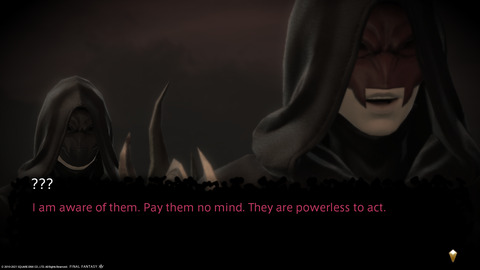 ???
I am aware of them. Pay them no mind. They are powerless to act.
© 2010-2021 SQUARE ENIX CO., LTD. All Rights Reserved. FINAL FANTASY XIV